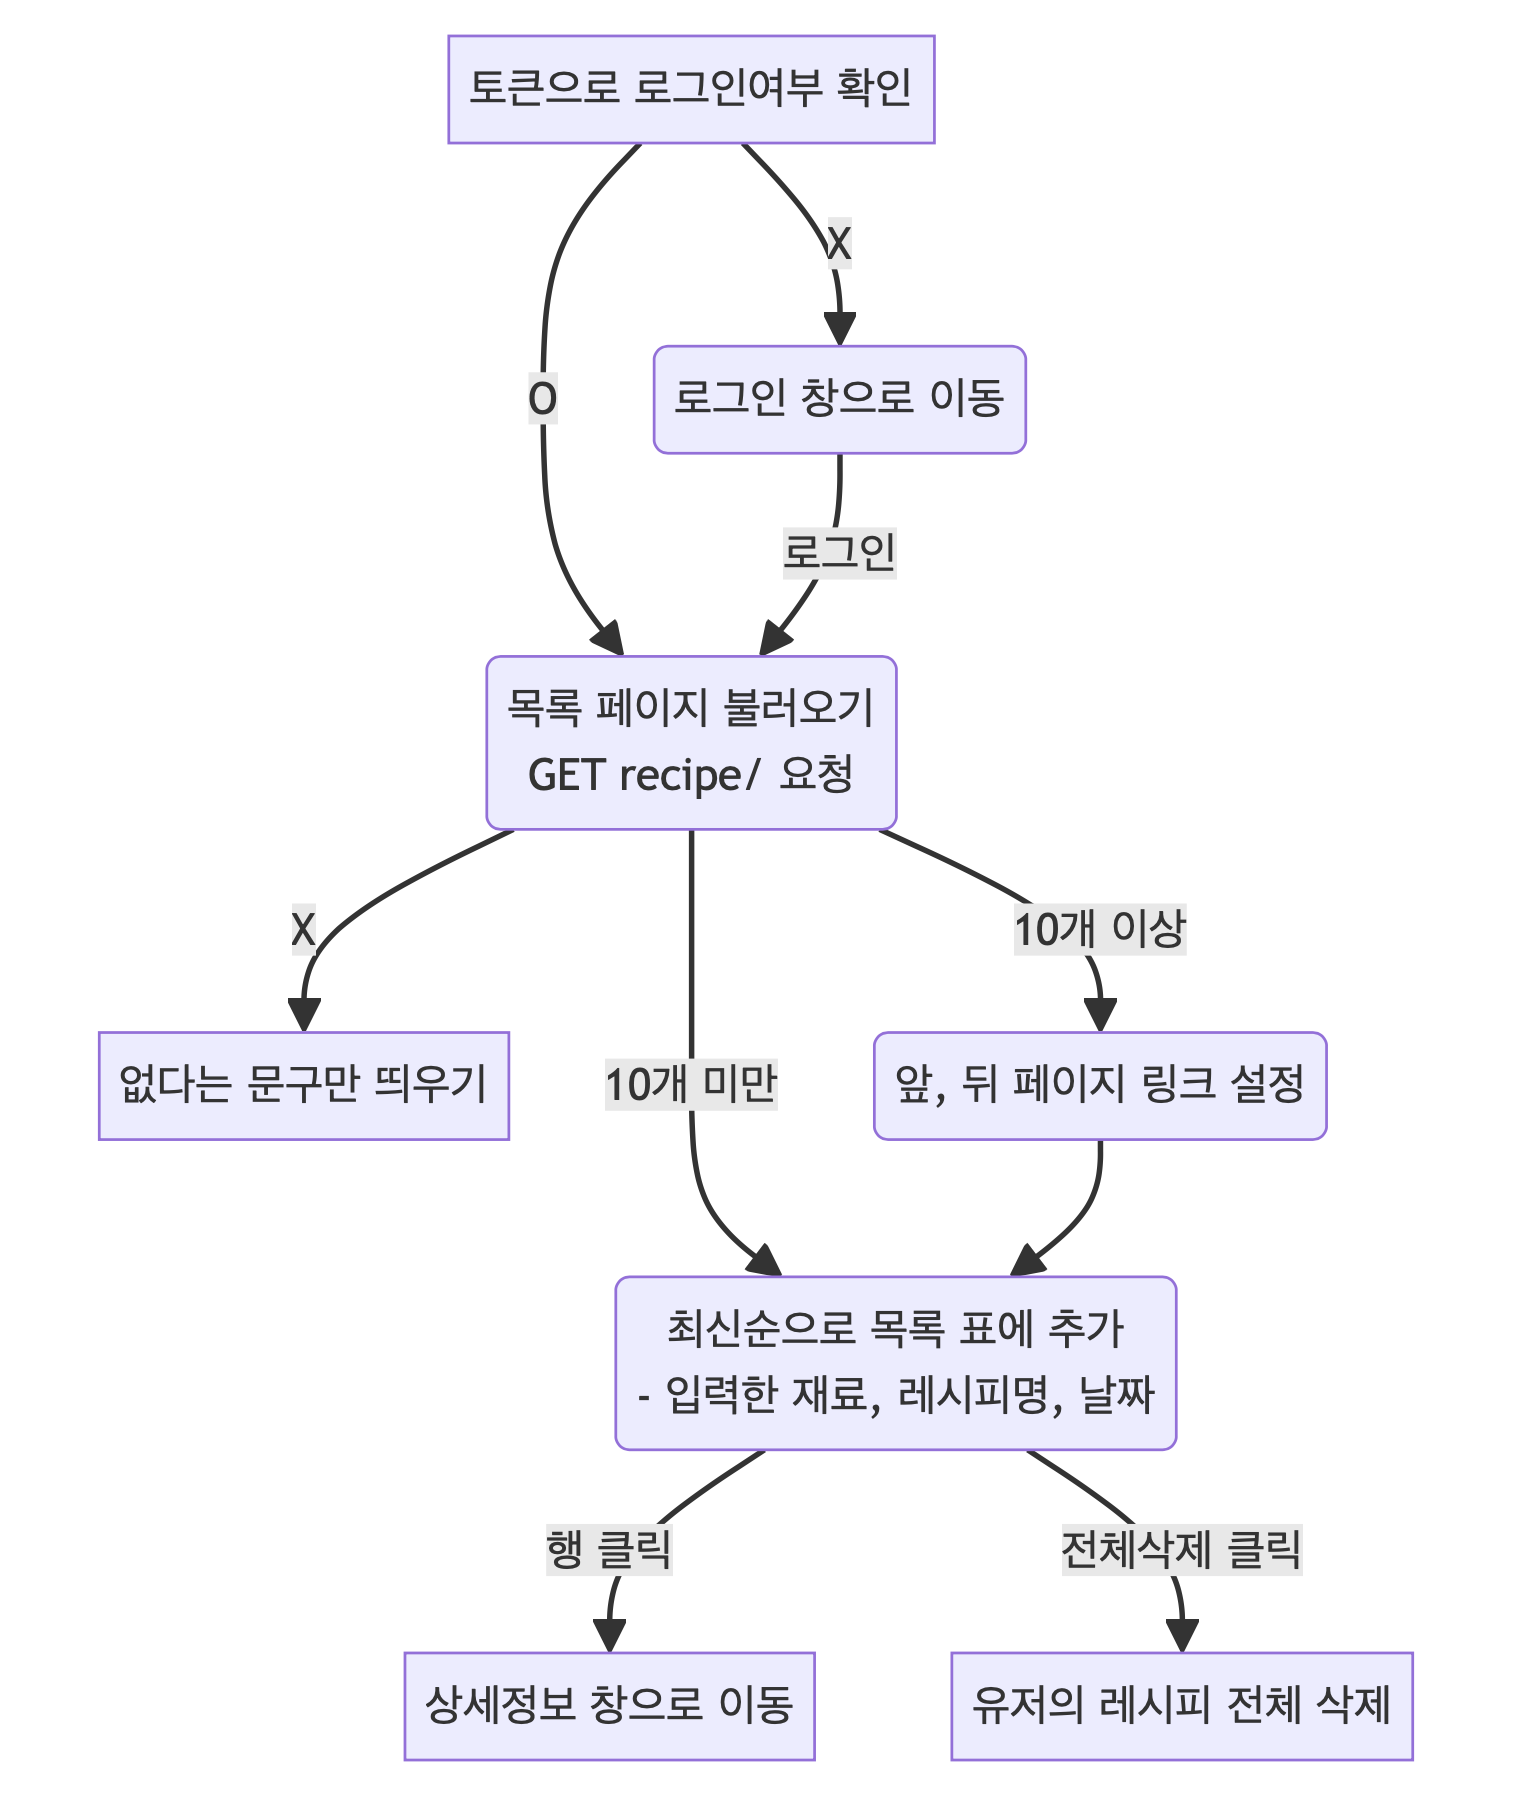 토큰으로 로그인여부 확인
X
O
로그인 창으로 이동
로그인
목록 페이지 불러오기
GET recipe/ 요청
X
10개 이상
10개 미만
없다는 문구만 띄우기
앞, 뒤 페이지 링크 설정
최신순으로 목록 표에 추가
- 입력한 재료, 레시피명, 날짜
행 클릭
전체삭제 클릭
상세정보 창으로 이동
유저의 레시피 전체 삭제